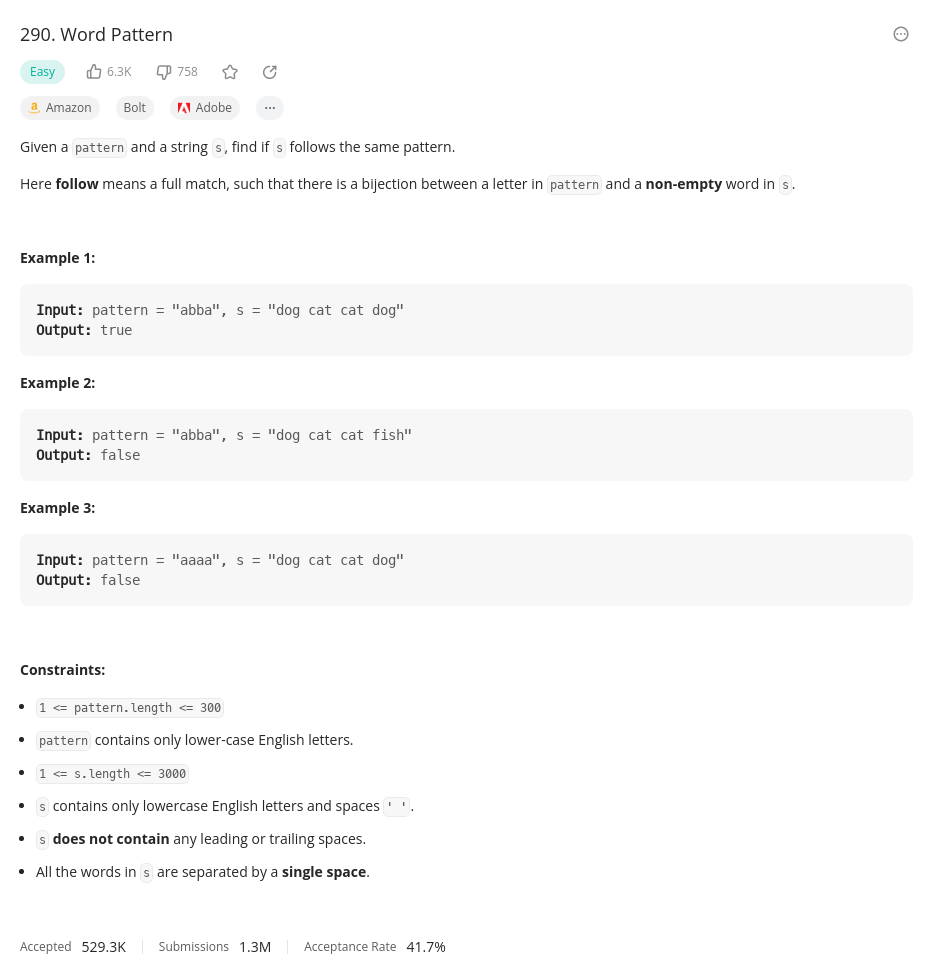 290. Word Pattern
Easy 6.3K 758
Amazon Bolt Adobe ...
Given a pattern and a string s, find if s follows the same pattern.
Here follow means a full match, such that there is a bijection between a letter in pattern and a non-empty word in s.
Example 1:
Input: pattern = "abba", s = "dog cat cat dog"
Output: true
Example 2:
Input: pattern = "abba", s = "dog cat cat fish"
Output: false
Example 3:
Input: pattern = "aaaa", s = "dog cat cat dog"
Output: false
Constraints:
• 1 <= pattern.length <= 300
• pattern contains only lower-case English letters.
• 1 <= s.length <= 3000
• s contains only lowercase English letters and spaces ' '.
• s does not contain any leading or trailing spaces.
• All the words in s are separated by a single space.
Accepted 529.3K Submissions 1.3M Acceptance Rate 41.7%